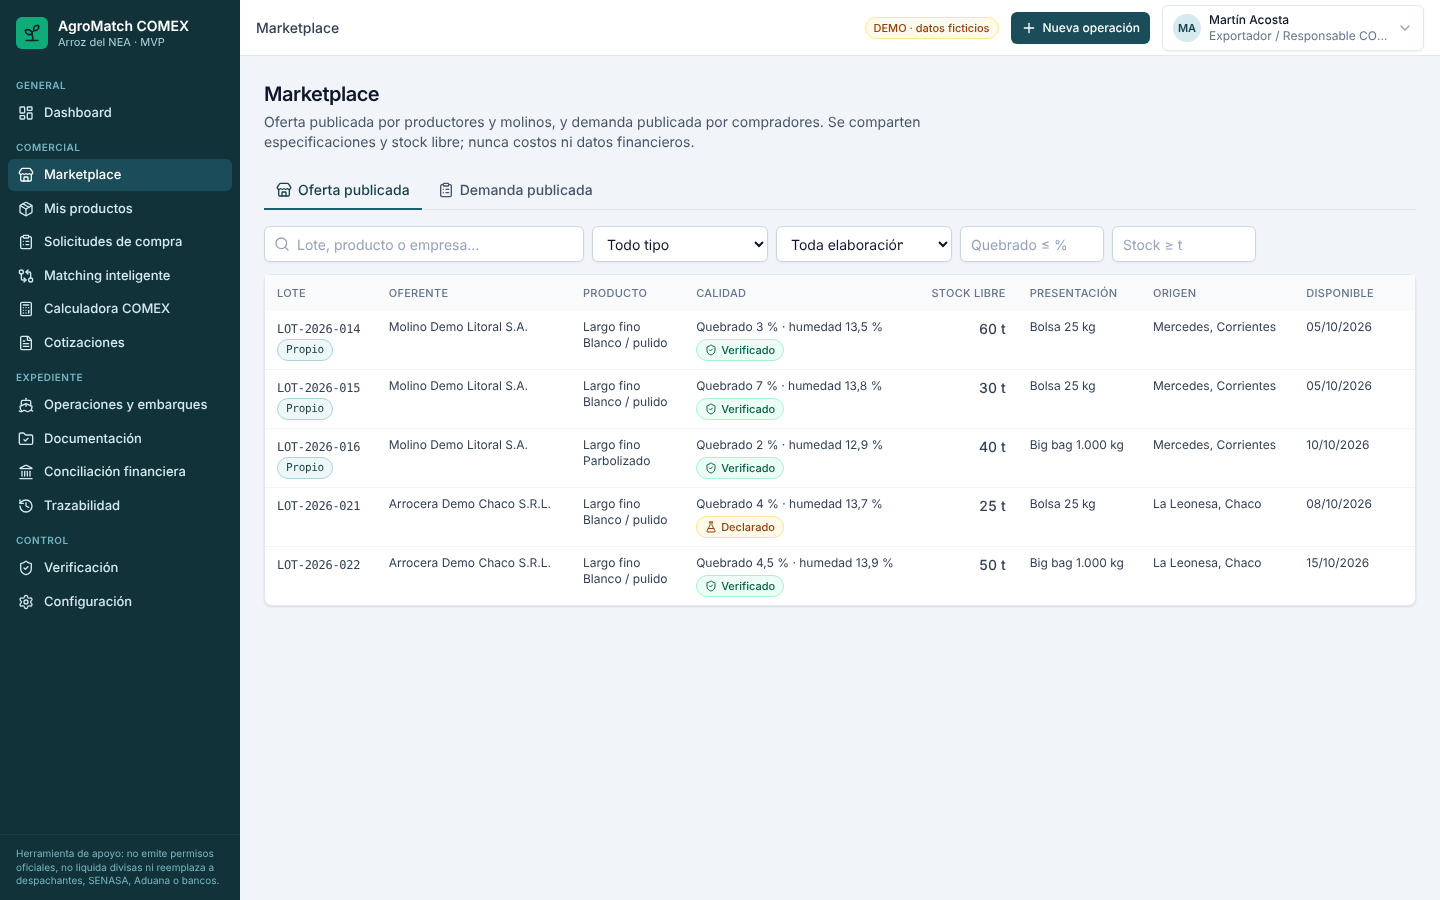 AgroMatch COMEX
Arroz del NEA · MVP
GENERAL
Dashboard
COMERCIAL
Marketplace
Mis productos
Solicitudes de compra
Matching inteligente
Calculadora COMEX
Cotizaciones
EXPEDIENTE
Operaciones y embarques
Documentación
Conciliación financiera
Trazabilidad
CONTROL
Verificación
Configuración
Herramienta de apoyo: no emite permisos
oficiales, no liquida divisas ni reemplaza a
despachantes, SENASA, Aduana o bancos.
Marketplace
DEMO · datos ficticios
+ Nueva operación
MA
Martín Acosta
Exportador / Responsable CO...
Marketplace
Oferta publicada por productores y molinos, y demanda publicada por compradores. Se comparten
especificaciones y stock libre; nunca costos ni datos financieros.
Oferta publicada
Demanda publicada
Lote, producto o empresa...
Todo tipo
Toda elaboración
Quebrado ≤ %
Stock ≥ t
LOTE OFERENTE PRODUCTO CALIDAD STOCK LIBRE PRESENTACIÓN ORIGEN DISPONIBLE
LOT-2026-014 Molino Demo Litoral S.A. Largo fino Quebrado 3 % · humedad 13,5 % 60 t Bolsa 25 kg Mercedes, Corrientes 05/10/2026
Propio Blanco / pulido Verificado
LOT-2026-015 Molino Demo Litoral S.A. Largo fino Quebrado 7 % · humedad 13,8 % 30 t Bolsa 25 kg Mercedes, Corrientes 05/10/2026
Propio Blanco / pulido Verificado
LOT-2026-016 Molino Demo Litoral S.A. Largo fino Quebrado 2 % · humedad 12,9 % 40 t Big bag 1.000 kg Mercedes, Corrientes 10/10/2026
Propio Parbolizado Verificado
LOT-2026-021 Arrocera Demo Chaco S.R.L. Largo fino Quebrado 4 % · humedad 13,7 % 25 t Bolsa 25 kg La Leonesa, Chaco 08/10/2026
Blanco / pulido Declarado
LOT-2026-022 Arrocera Demo Chaco S.R.L. Largo fino Quebrado 4,5 % · humedad 13,9 % 50 t Big bag 1.000 kg La Leonesa, Chaco 15/10/2026
Blanco / pulido Verificado